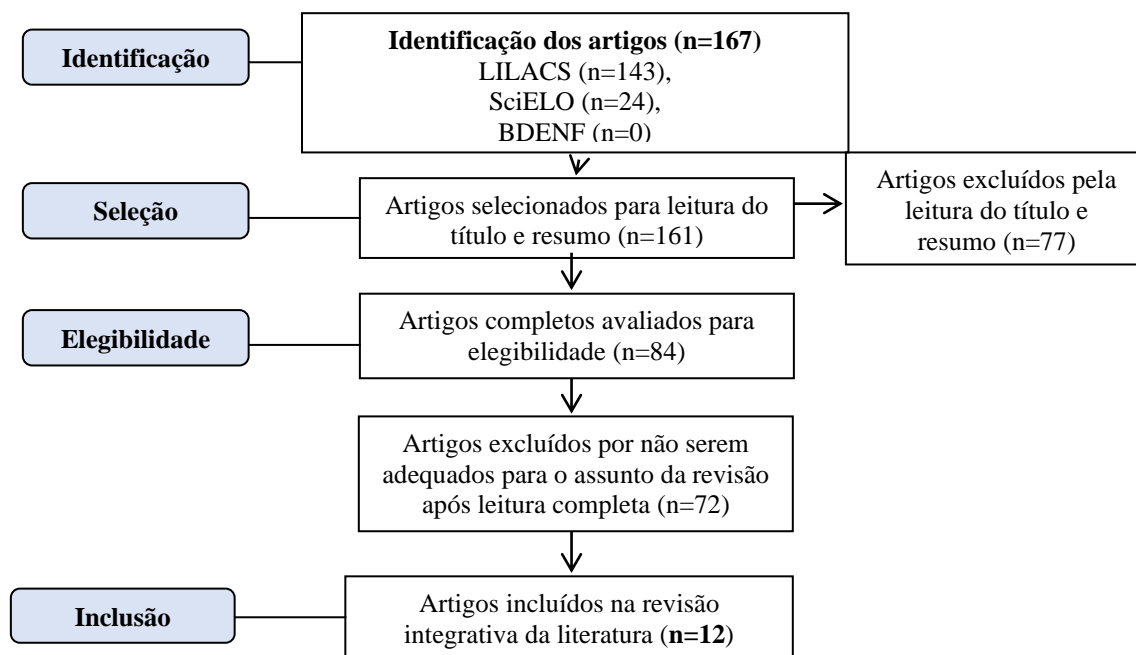 Identificação
Identificação dos artigos (n=167)
LILACS (n=143),
SciELO (n=24),
BDENF (n=0)
Seleção
Artigos selecionados para leitura do
título e resumo (n=161)
Artigos excluídos pela
leitura do título e
resumo (n=77)
Elegibilidade
Artigos completos avaliados para
elegibilidade (n=84)
Artigos excluídos por não serem
adequados para o assunto da revisão
após leitura completa (n=72)
Inclusão
Artigos incluídos na revisão
integrativa da literatura (n=12)